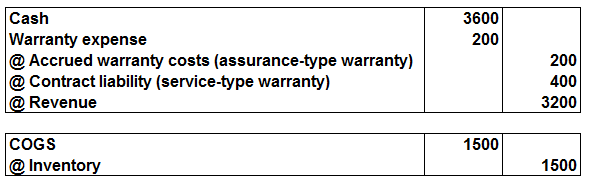 Cash 3600
Warranty expense 200
@ Accrued warranty costs (assurance-type warranty) 200
@ Contract liability (service-type warranty) 400
@ Revenue 3200
COGS 1500
@ Inventory 1500